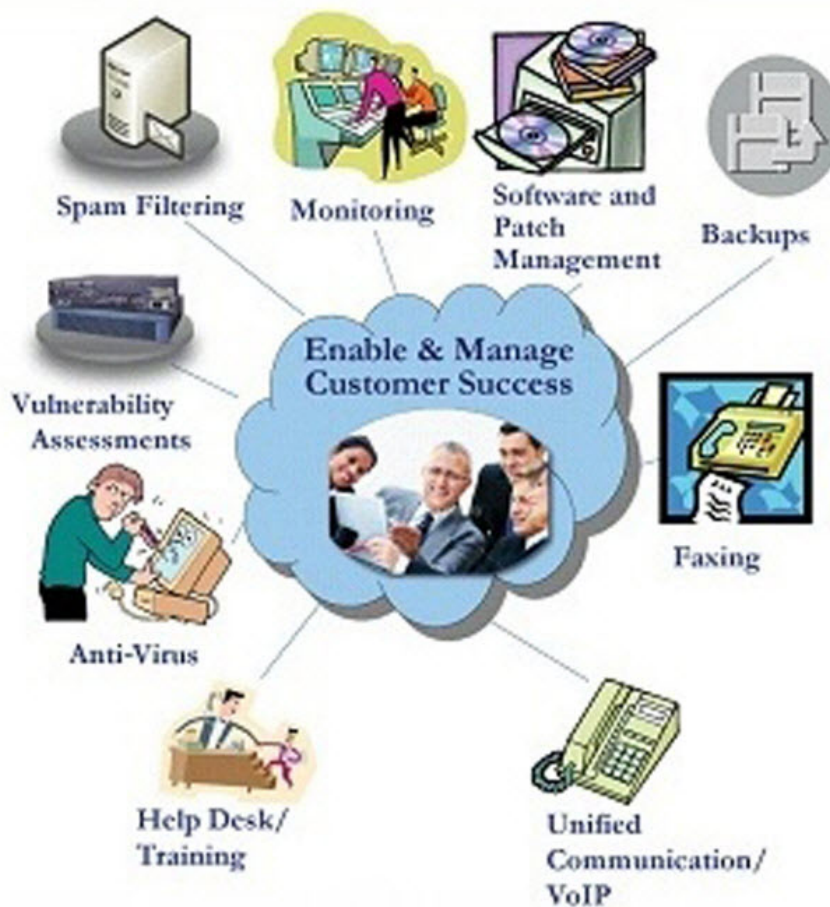 Spam Filtering
Monitoring
Software and
Patch
Management
Backups
Enable & Manage
Customer Success
Vulnerability
Assessments
Faxing
Anti-Virus
Help Desk/
Training
Unified
Communication/
VoIP